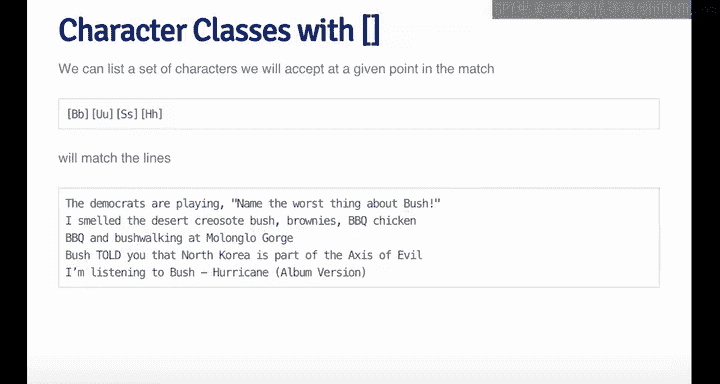 Character Classes with []
We can list a set of characters we will accept at a given point in the match
[Bb][Uu][Ss][Hh]
will match the lines
The democrats are playing, "Name the worst thing about Bush!"
I smelled the desert creosote bush, brownies, BBQ chicken
BBQ and bushwalking at Molonglo Gorge
Bush TOLD you that North Korea is part of the Axis of Evil
I’m listening to Bush – Hurricane (Album Version)